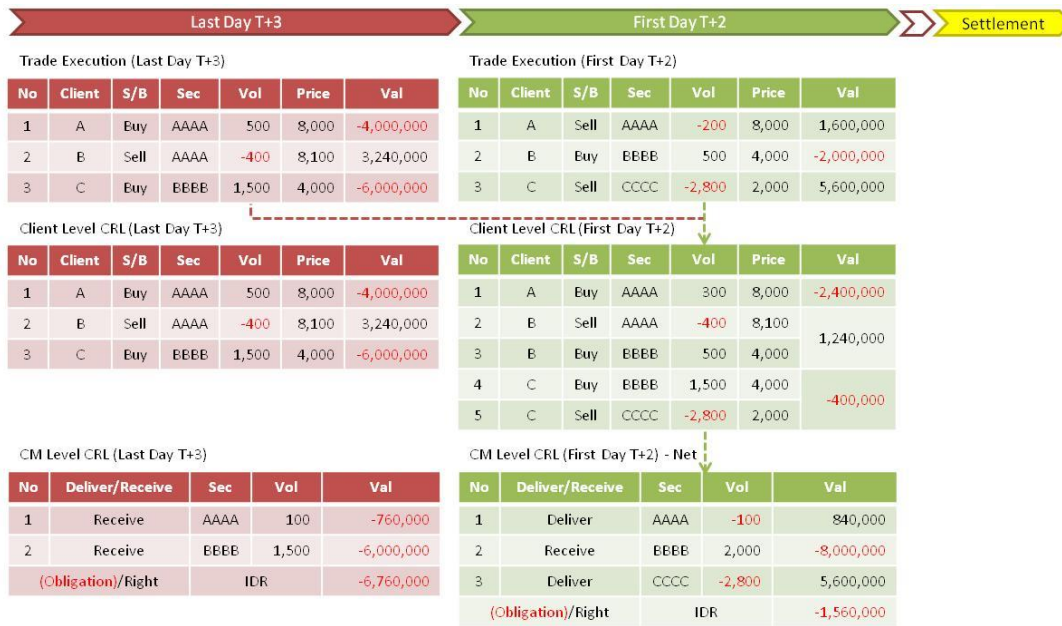 Last Day T+3
First Day T+2
Settlement
Trade Execution (Last Day T+3)
No Client S/B Sec Vol Price Val
1 A Buy AAAA 500 8,000 -4,000,000
2 B Sell AAAA -400 8,100 3,240,000
3 C Buy BBBB 1,500 4,000 -6,000,000
Trade Execution (First Day T+2)
No Client S/B Sec Vol Price Val
1 A Sell AAAA -200 8,000 1,600,000
2 B Buy BBBB 500 4,000 -2,000,000
3 C Sell CCCC -2,800 2,000 5,600,000
Client Level CRL (Last Day T+3)
No Client S/B Sec Vol Price Val
1 A Buy AAAA 500 8,000 -4,000,000
2 B Sell AAAA -400 8,100 3,240,000
3 C Buy BBBB 1,500 4,000 -6,000,000
Client Level CRL (First Day T+2)
No Client S/B Sec Vol Price Val
1 A Buy AAAA 300 8,000 -2,400,000
2 B Sell AAAA -400 8,100
1,240,000
3 B Buy BBBB 500 4,000
4 C Buy BBBB 1,500 4,000
-400,000
5 C Sell CCCC -2,800 2,000
CM Level CRL (Last Day T+3)
No Deliver/Receive Sec Vol Val
1 Receive AAAA 100 -760,000
2 Receive BBBB 1,500 -6,000,000
(Obligation)/Right IDR -6,760,000
CM Level CRL (First Day T+2) - Net
No Deliver/Receive Sec Vol Val
1 Deliver AAAA -100 840,000
2 Receive BBBB 2,000 -8,000,000
3 Deliver CCCC -2,800 5,600,000
(Obligation)/Right IDR -1,560,000